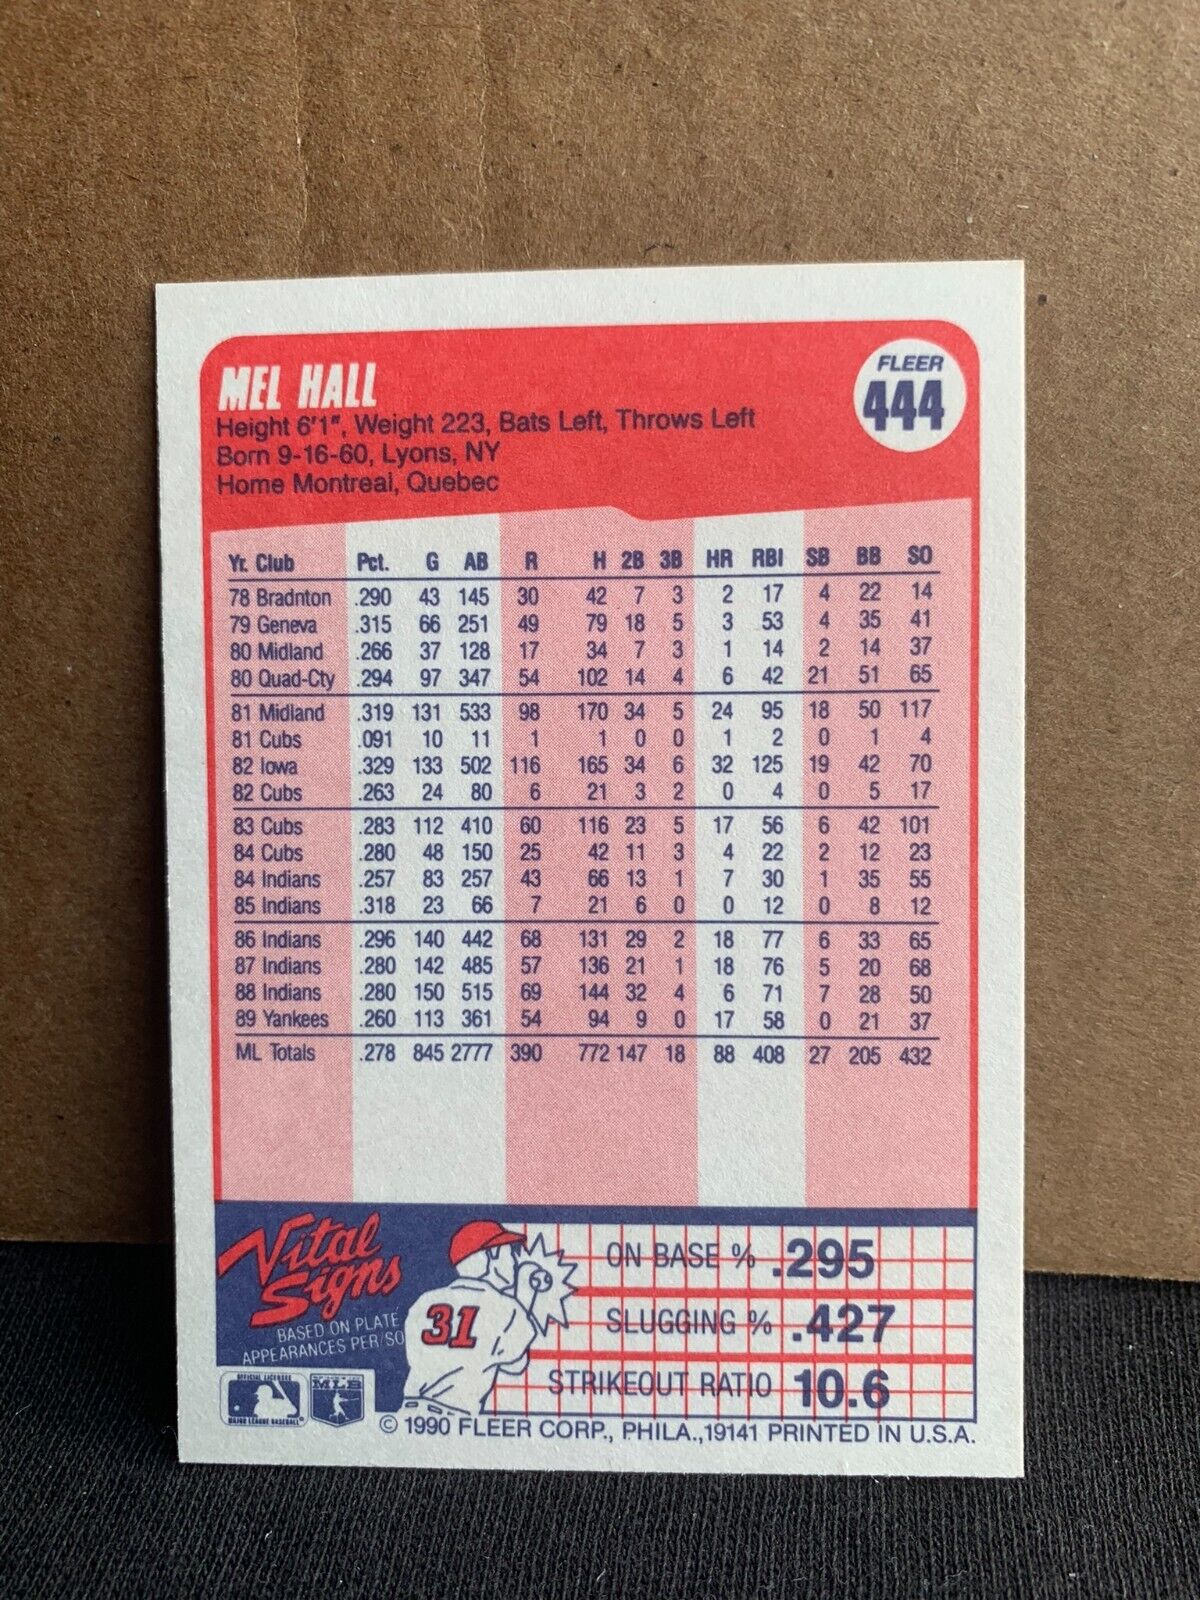 MEL HALL
FLEER
444
Height 6'1", Weight 223, Bats Left, Throws Left
Born 9-16-60, Lyons, NY
Home Montreal, Quebec
Yr. Club Pct. G AB R H 2B 3B HR RBI SB BB SO
78 Bradnton .290 43 145 30 42 7 3 2 17 4 22 14
79 Geneva .315 66 251 49 79 18 5 3 53 4 35 41
80 Midland .266 37 128 17 34 7 3 1 14 2 14 37
80 Quad-Cty .294 97 347 54 102 14 4 6 42 21 51 65
81 Midland .319 131 533 98 170 34 5 24 95 18 50 117
81 Cubs .091 10 11 1 1 0 0 1 2 0 1 4
82 Iowa .329 133 502 116 165 34 6 32 125 19 42 70
82 Cubs .263 24 80 6 21 3 2 0 4 0 5 17
83 Cubs .283 112 410 60 116 23 5 17 56 6 42 101
84 Cubs .280 48 150 25 42 11 3 4 22 2 12 23
84 Indians .257 83 257 43 66 13 1 7 30 1 35 55
85 Indians .318 23 66 7 21 6 0 0 12 0 8 12
86 Indians .296 140 442 68 131 29 2 18 77 6 33 65
87 Indians .280 142 485 57 136 21 1 18 76 5 20 68
88 Indians .280 150 515 69 144 32 4 6 71 7 28 50
89 Yankees .260 113 361 54 94 9 0 17 58 0 21 37
ML Totals .278 845 2777 390 772 147 18 88 408 27 205 432
Vital
Signs
BASED ON PLATE
APPEARANCES PER/SO
31
ON BASE % .295
SLUGGING % .427
STRIKEOUT RATIO 10.6
OFFICIAL LICENSEE
MAJOR LEAGUE BASEBALL
MLB
© 1990 FLEER CORP., PHILA.,19141 PRINTED IN U.S.A.